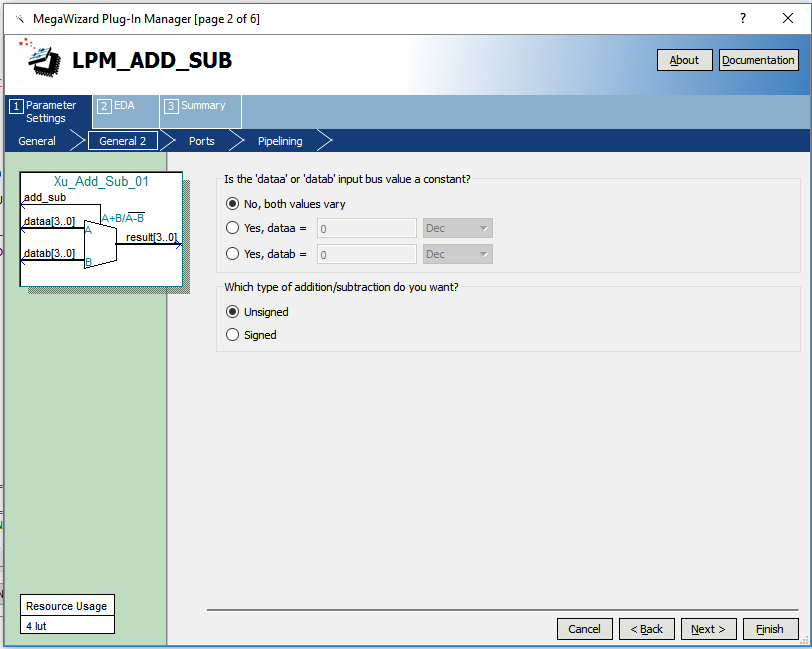 MegaWizard Plug-In Manager [page 2 of 6]
?
LPM_ADD_SUB
About
Documentation
1 Parameter Settings
2 EDA
3 Summary
General
General 2
Ports
Pipelining
Xu_Add_Sub_01
add_sub
A+B/A-B
dataa[3..0]
A
result[3..0]
datab[3..0]
B
Is the 'dataa' or 'datab' input bus value a constant?
No, both values vary
Yes, dataa = 0 Dec
Yes, datab = 0 Dec
Which type of addition/subtraction do you want?
Unsigned
Signed
Resource Usage
4 lut
Cancel
< Back
Next >
Finish